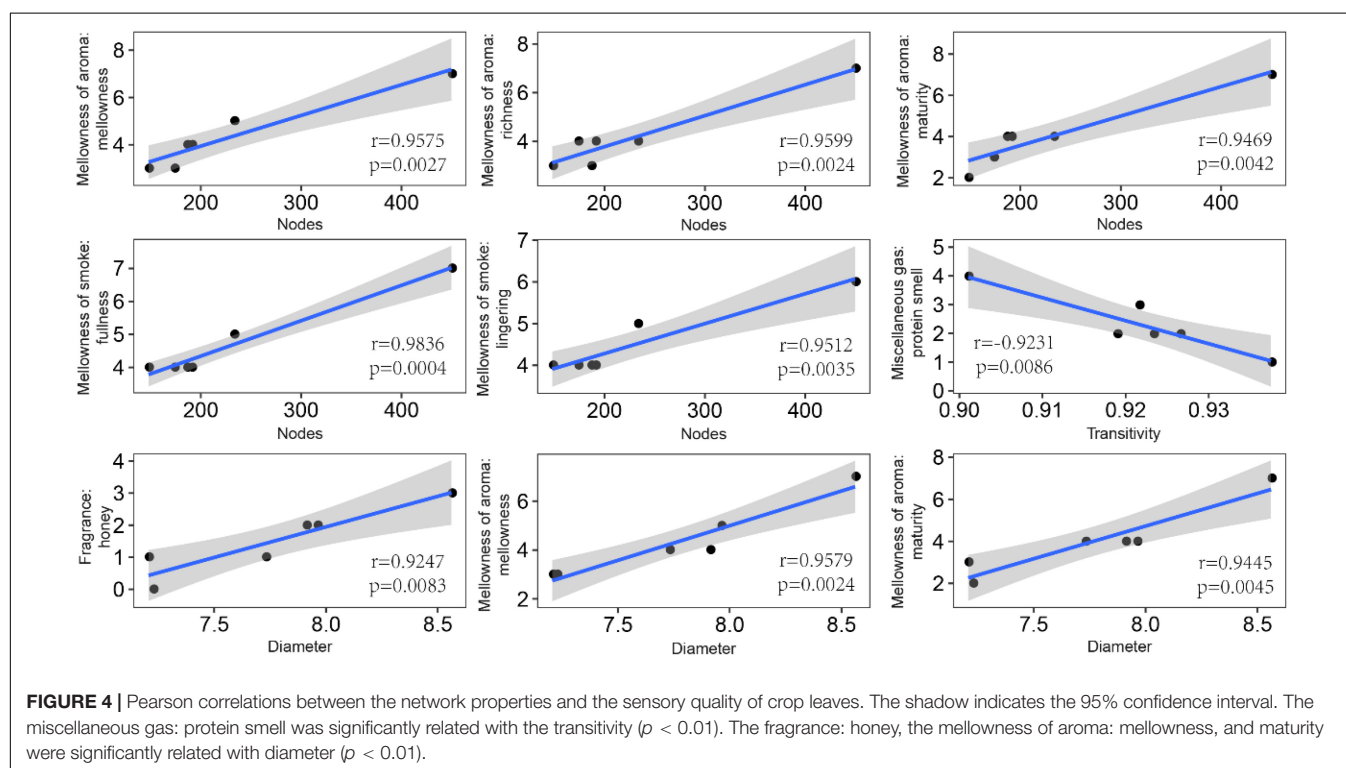 Mellowness of aroma:
mellowness
8
6
4
r=0.9575
p=0.0027
200 300 400
Nodes
Mellowness of aroma:
richness
8
6
4
r=0.9599
p=0.0024
200 300 400
Nodes
Mellowness of aroma:
maturity
8
6
4
2
r=0.9469
p=0.0042
200 300 400
Nodes
Mellowness of smoke:
fullness
7
6
5
4
r=0.9836
p=0.0004
200 300 400
Nodes
Mellowness of smoke:
lingering
7
6
5
4
r=0.9512
p=0.0035
200 300 400
Nodes
Miscellaneous gas:
protein smell
5
4
3
2
1
0
r=-0.9231
p=0.0086
0.90 0.91 0.92 0.93
Transitivity
Fragrance:
honey
4
3
2
1
0
r=0.9247
p=0.0083
7.5 8.0 8.5
Diameter
Mellowness of aroma:
mellowness
6
4
2
r=0.9579
p=0.0024
7.5 8.0 8.5
Diameter
Mellowness of aroma:
maturity
8
6
4
2
r=0.9445
p=0.0045
7.5 8.0 8.5
Diameter
FIGURE 4 | Pearson correlations between the network properties and the sensory quality of crop leaves. The shadow indicates the 95% confidence interval. The
miscellaneous gas: protein smell was significantly related with the transitivity (p < 0.01). The fragrance: honey, the mellowness of aroma: mellowness, and maturity
were significantly related with diameter (p < 0.01).